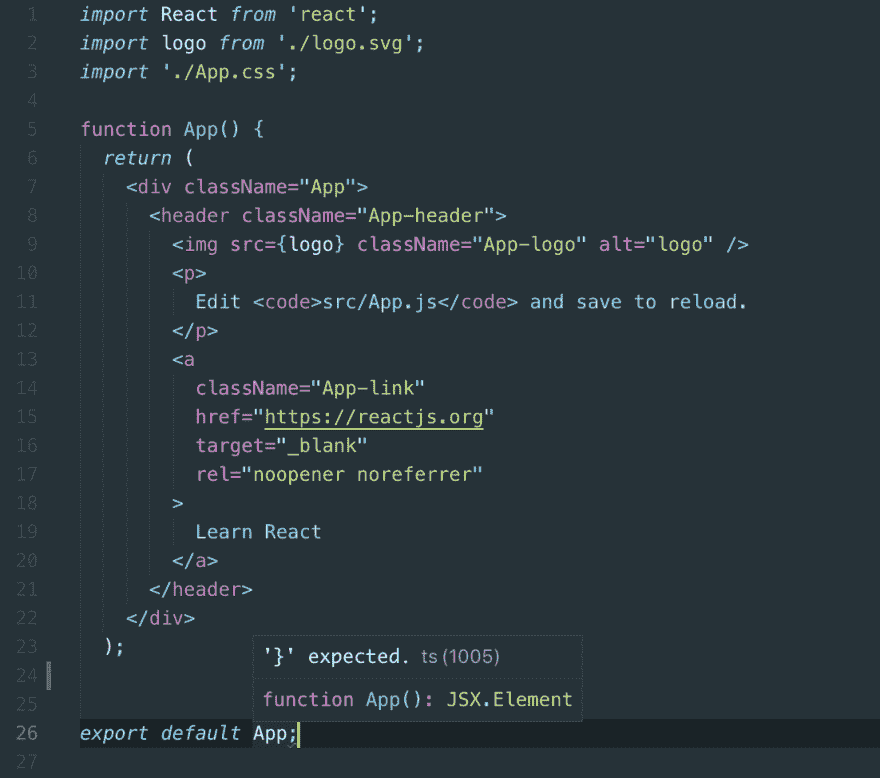 1 import React from 'react';
2 import logo from './logo.svg';
3 import './App.css';
4
5 function App() {
6 return (
7 <div className="App">
8 <header className="App-header">
9 <img src={logo} className="App-logo" alt="logo" />
10 <p>
11 Edit <code>src/App.js</code> and save to reload.
12 </p>
13 <a
14 className="App-link"
15 href="https://reactjs.org"
16 target="_blank"
17 rel="noopener noreferrer"
18 >
19 Learn React
20 </a>
21 </header>
22 </div>
23 );
'}' expected. ts(1005)
24
function App(): JSX.Element
25
26 export default App;
27